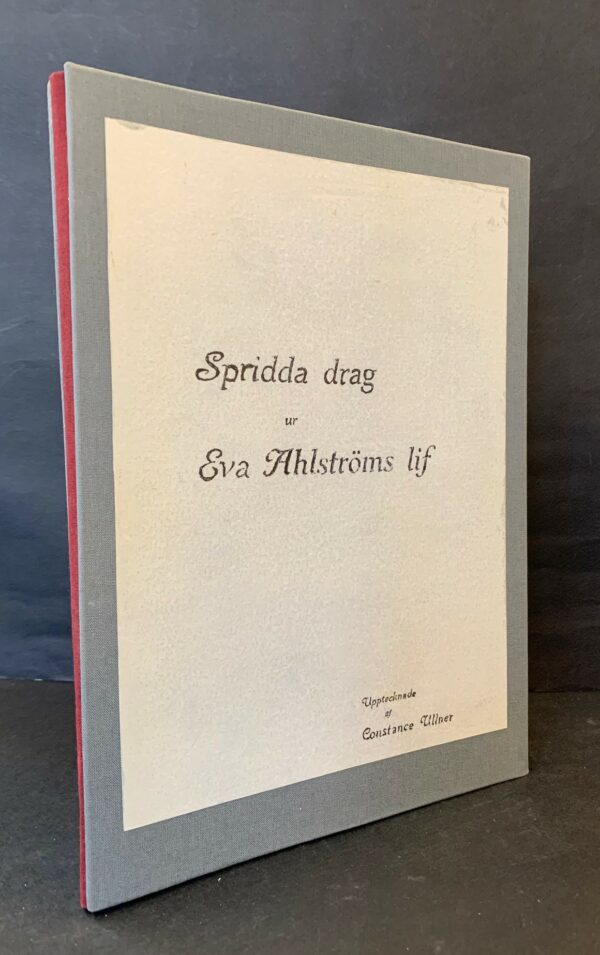 Spridda drag
ur
Eva Ahlströms lif
Upptecknade
af
Constance Ullner